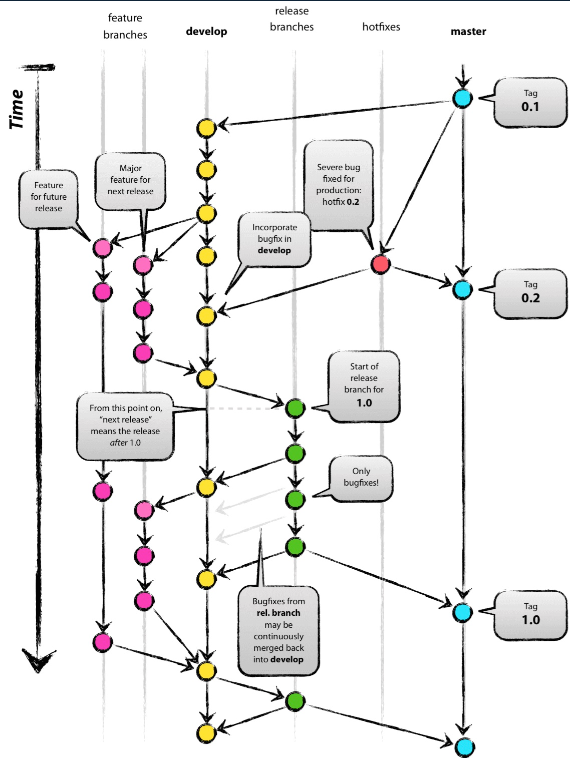 feature
branches
develop
release
branches
hotfixes
master
Time
Tag
0.1
Major
feature for
next release
Severe bug
fixed for
production:
hotfix 0.2
Feature
for future
release
Incorporate
bugfix in
develop
Tag
0.2
Start of
release
branch for
1.0
From this point on,
“next release”
means the release
after 1.0
Only
bugfixes!
Bugfixes from
rel. branch
may be
continuously
merged back
into develop
Tag
1.0